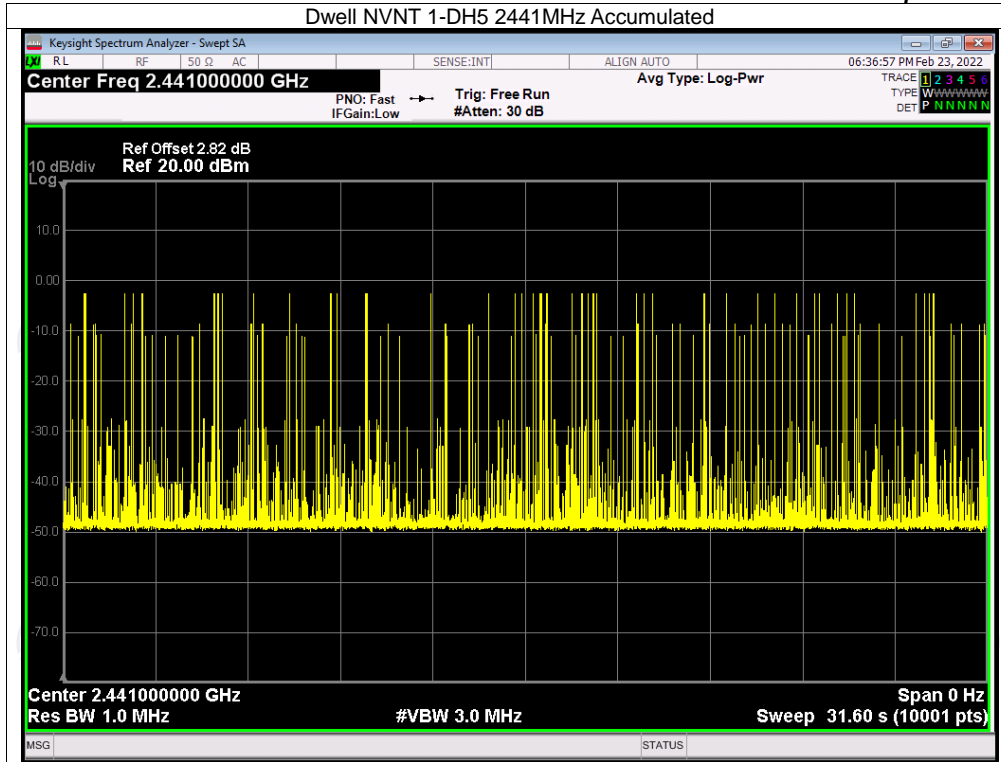 Dwell NVNT 1-DH5 2441MHz Accumulated
Keysight Spectrum Analyzer - Swept SA
LXI RL RF 50 Ω AC SENSE:INT ALIGN AUTO 06:36:57 PM Feb 23, 2022
Center Freq 2.441000000 GHz Avg Type: Log-Pwr TRACE 1 2 3 4 5 6
PNO: Fast Trig: Free Run TYPE WWWWWW
IFGain:Low #Atten: 30 dB DET P N N N N N
Ref Offset 2.82 dB
10 dB/div Ref 20.00 dBm
Log
10.0
0.00
-10.0
-20.0
-30.0
-40.0
-50.0
-60.0
-70.0
Center 2.441000000 GHz Span 0 Hz
Res BW 1.0 MHz #VBW 3.0 MHz Sweep 31.60 s (10001 pts)
MSG STATUS